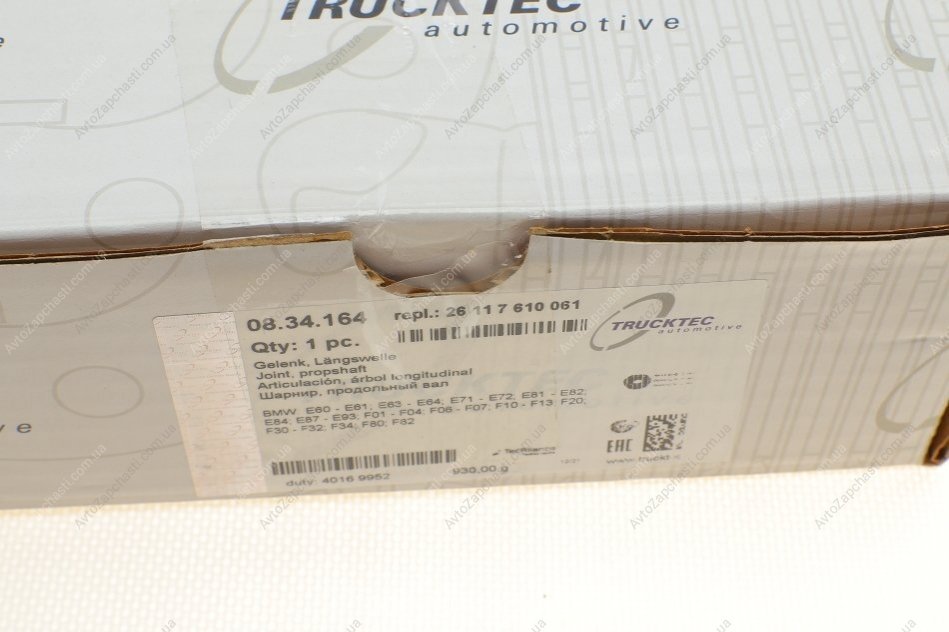 TRUCKTEC
automotive
e
08.34.164 repl.: 26 11 7 610 061
Qty: 1 pc.
TRUCKTEC
automotive
Gelenk, Längswelle
Joint, propshaft
Articulación, árbol longitudinal
Шарнир, продольный вал
BMW E60 - E61; E63 - E64; E71 - E72; E81 - E82;
E84; E87 - E93; F01 - F04; F06 - F07; F10 - F13; F20;
F30 - F32; F34; F80; F82
ve
EAC
930,00 g
duty: 4016 9952
AvtoZapchasti.com.ua